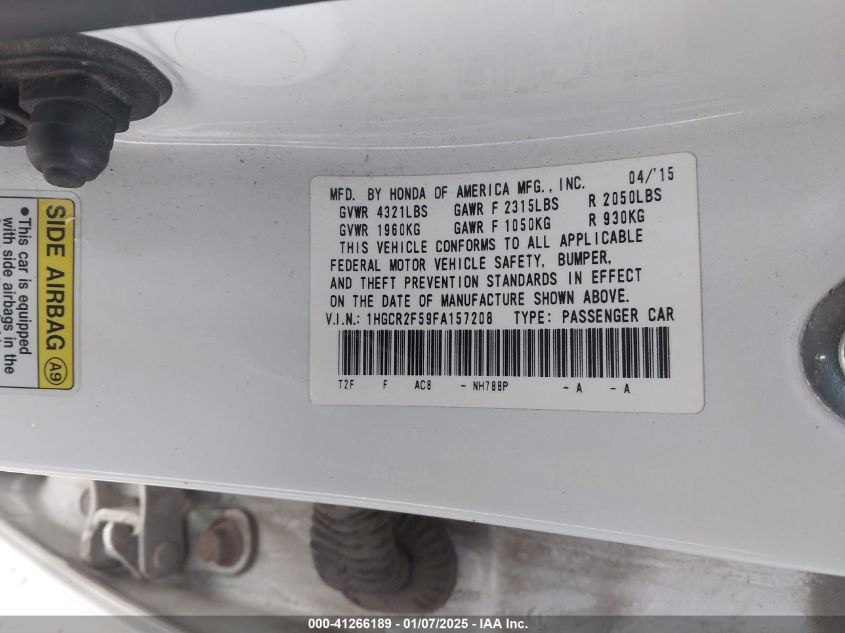 MFD. BY HONDA OF AMERICA MFG., INC. 04/'15
GVWR 4321LBS GAWR F 2315LBS R 2050LBS
GVWR 1960KG GAWR F 1050KG R 930KG
THIS VEHICLE CONFORMS TO ALL APPLICABLE
FEDERAL MOTOR VEHICLE SAFETY, BUMPER,
AND THEFT PREVENTION STANDARDS IN EFFECT
ON THE DATE OF MANUFACTURE SHOWN ABOVE.
V.I.N.: 1HGCR2F59FA157208 TYPE: PASSENGER CAR
T2F F AC8 - NH788P - A - A
SIDE AIRBAG A9
• This car is equipped
with side airbags in the
000-41266189 - 01/07/2025 - IAA Inc.